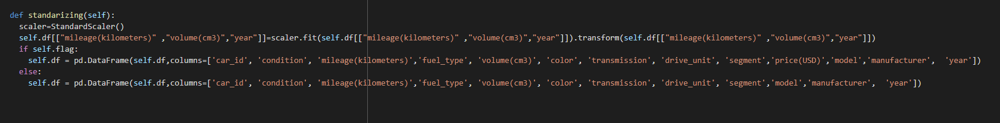 def standarizing(self):
  scaler=StandardScaler()
  self.df[["mileage(kilometers)" ,"volume(cm3)","year"]]=scaler.fit(self.df[["mileage(kilometers)" ,"volume(cm3)","year"]]).transform(self.df[["mileage(kilometers)" ,"volume(cm3)","year"]])
  if self.flag:
    self.df = pd.DataFrame(self.df,columns=['car_id', 'condition', 'mileage(kilometers)','fuel_type', 'volume(cm3)', 'color', 'transmission', 'drive_unit', 'segment','price(USD)','model','manufacturer',  'year'])
  else:
    self.df = pd.DataFrame(self.df,columns=['car_id', 'condition', 'mileage(kilometers)','fuel_type', 'volume(cm3)', 'color', 'transmission', 'drive_unit', 'segment','model','manufacturer',  'year'])